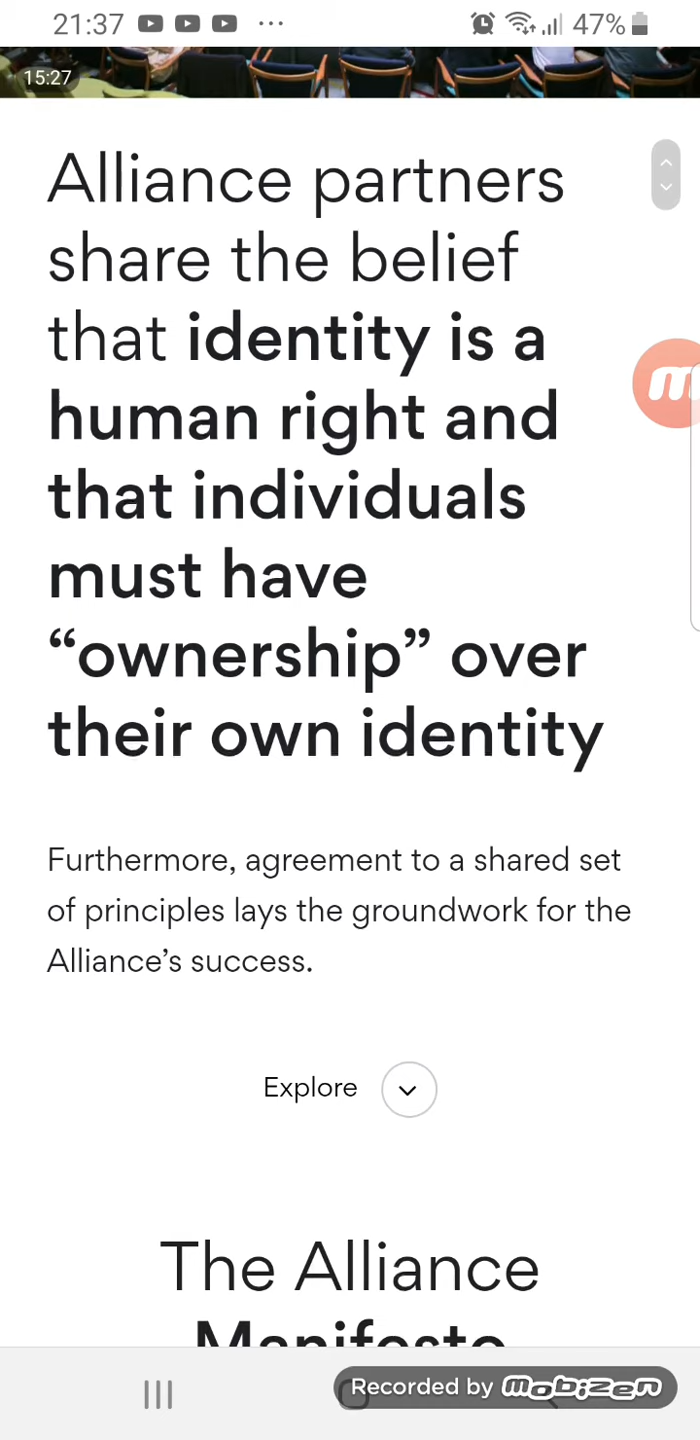 21:37
47%
15:27
Alliance partners
share the belief
that identity is a
human right and
that individuals
must have
“ownership” over
their own identity
Furthermore, agreement to a shared set
of principles lays the groundwork for the
Alliance’s success.
Explore
The Alliance
Manifesto
Recorded by mobizen